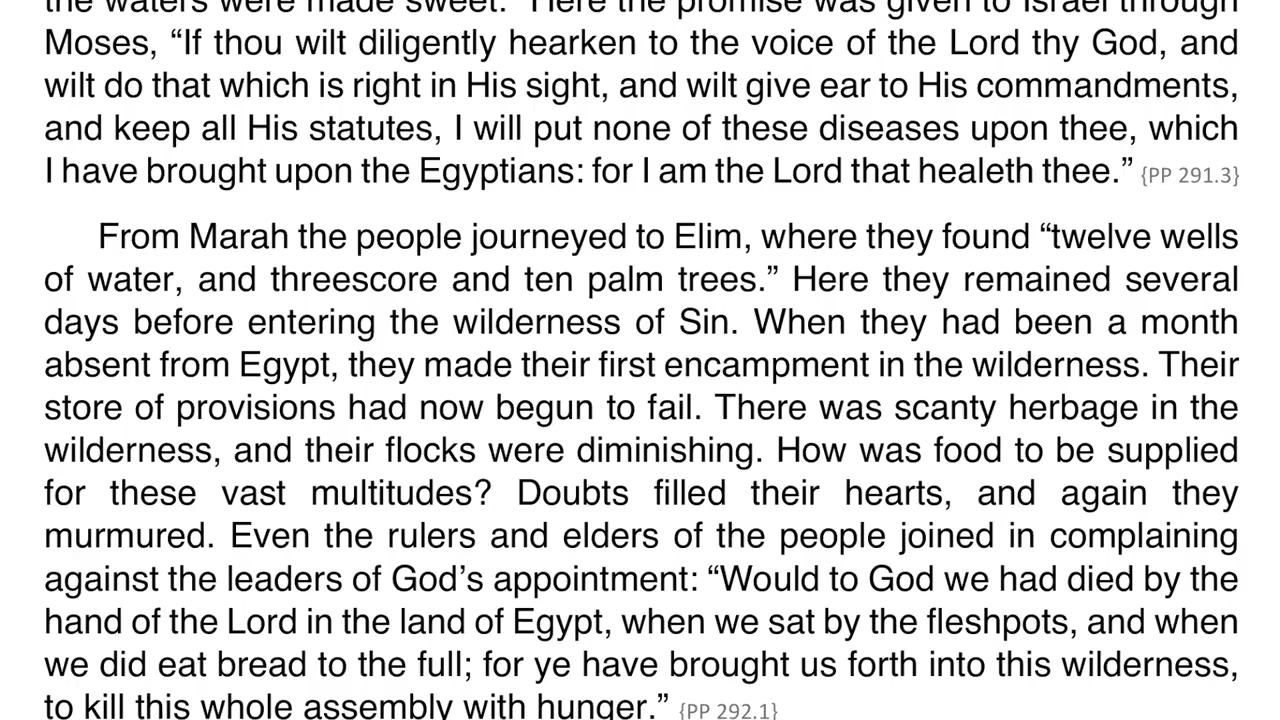 the waters were made sweet." Here the promise was given to Israel through
Moses, “If thou wilt diligently hearken to the voice of the Lord thy God, and
wilt do that which is right in His sight, and wilt give ear to His commandments,
and keep all His statutes, I will put none of these diseases upon thee, which
I have brought upon the Egyptians: for I am the Lord that healeth thee.” {PP 291.3}
From Marah the people journeyed to Elim, where they found “twelve wells
of water, and threescore and ten palm trees.” Here they remained several
days before entering the wilderness of Sin. When they had been a month
absent from Egypt, they made their first encampment in the wilderness. Their
store of provisions had now begun to fail. There was scanty herbage in the
wilderness, and their flocks were diminishing. How was food to be supplied
for these vast multitudes? Doubts filled their hearts, and again they
murmured. Even the rulers and elders of the people joined in complaining
against the leaders of God’s appointment: “Would to God we had died by the
hand of the Lord in the land of Egypt, when we sat by the fleshpots, and when
we did eat bread to the full; for ye have brought us forth into this wilderness,
to kill this whole assembly with hunger.” {PP 292.1}